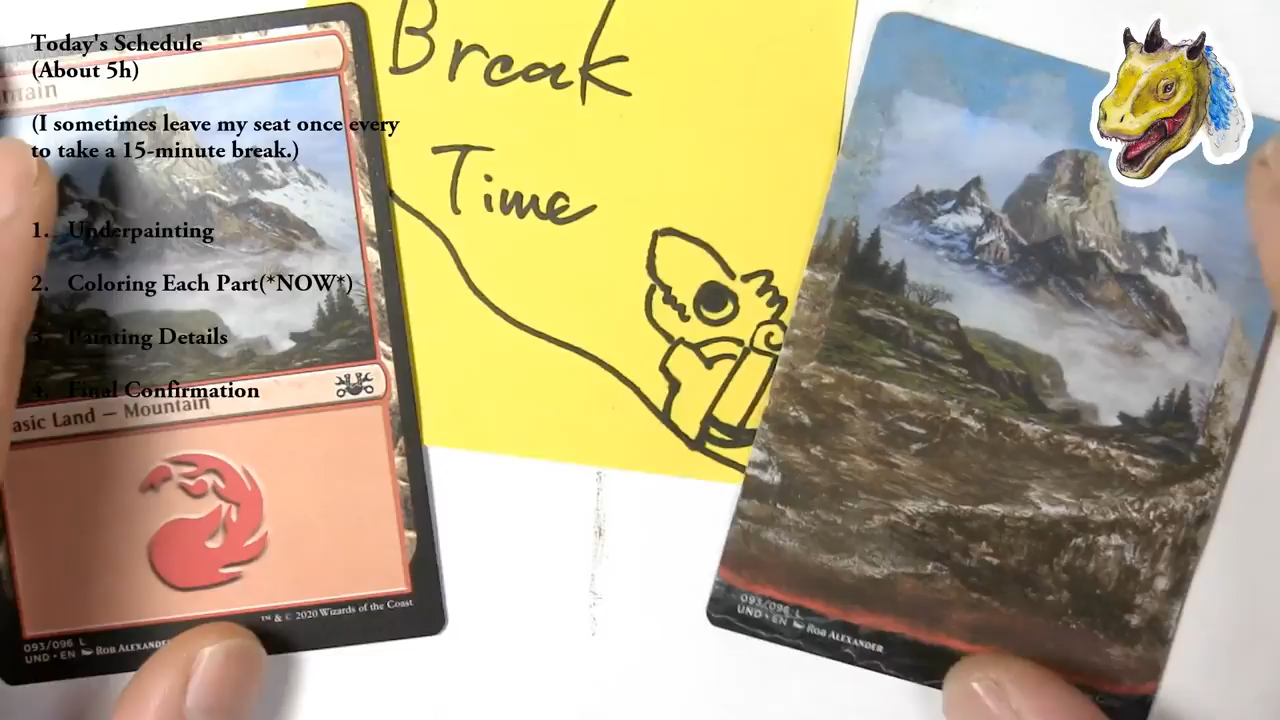 Today's Schedule
(About 5h)
(I sometimes leave my seat once every
to take a 15-minute break.)
1. Underpainting
2. Coloring Each Part(*NOW*)
3. Painting Details
4. Final Confirmation
Break
Time
asic Land — Mountain
™ & © 2020 Wizards of the Coast
093/096 L
UND • EN ROB ALEXANDER
093/096 L
UND • EN ROB ALEXANDER